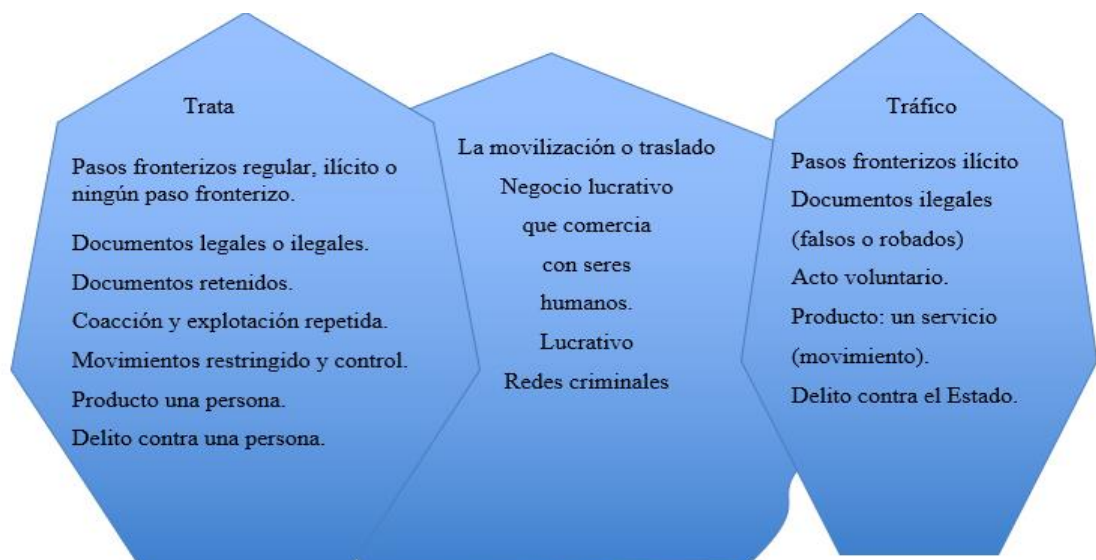 Trata
Pasos fronterizos regular, ilícito o
ningún paso fronterizo.
Documentos legales o ilegales.
Documentos retenidos.
Coacción y explotación repetida.
Movimientos restringido y control.
Producto una persona.
Delito contra una persona.
La movilización o traslado
Negocio lucrativo
que comercia
con seres
humanos.
Lucrativo
Redes criminales
Tráfico
Pasos fronterizos ilícito
Documentos ilegales
(falsos o robados)
Acto voluntario.
Producto: un servicio
(movimiento).
Delito contra el Estado.